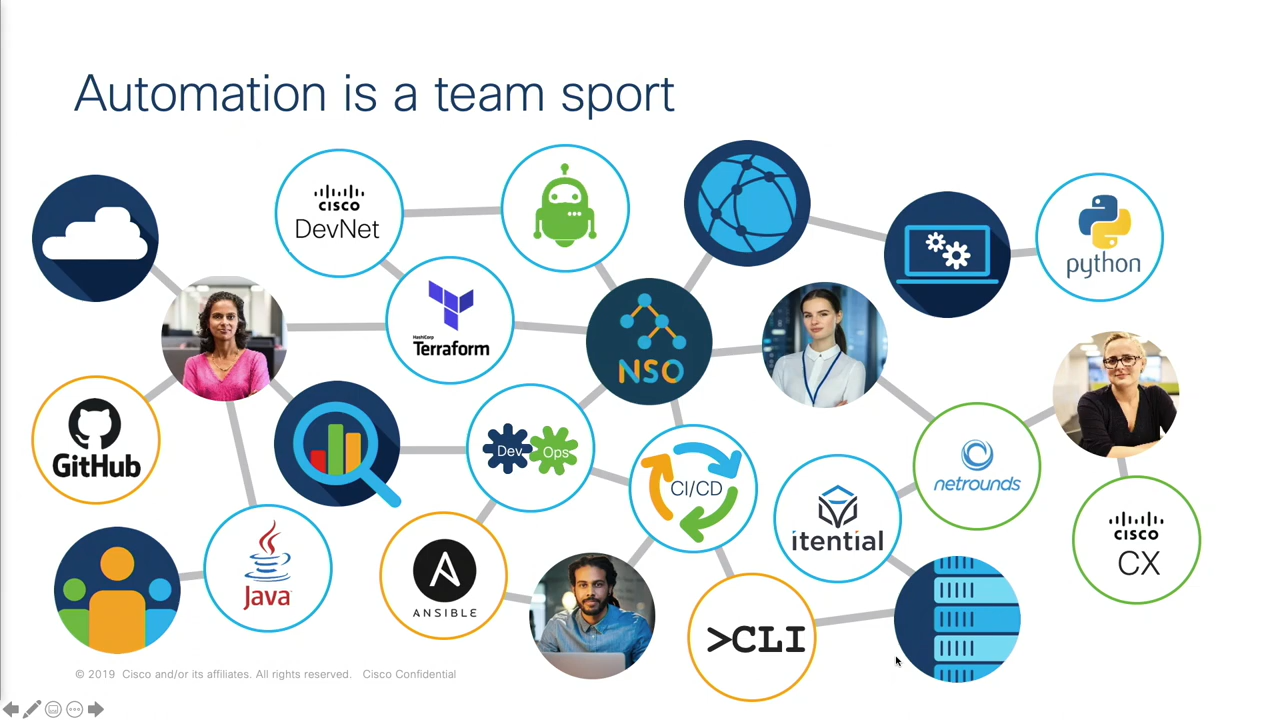 Automation is a team sport
CISCO
DevNet
python
HashiCorp
Terraform
NSO
GitHub
Dev
Ops
CI/CD
netrounds
itential
CISCO
CX
Java
ANSIBLE
>CLI
© 2019 Cisco and/or its affiliates. All rights reserved. Cisco Confidential